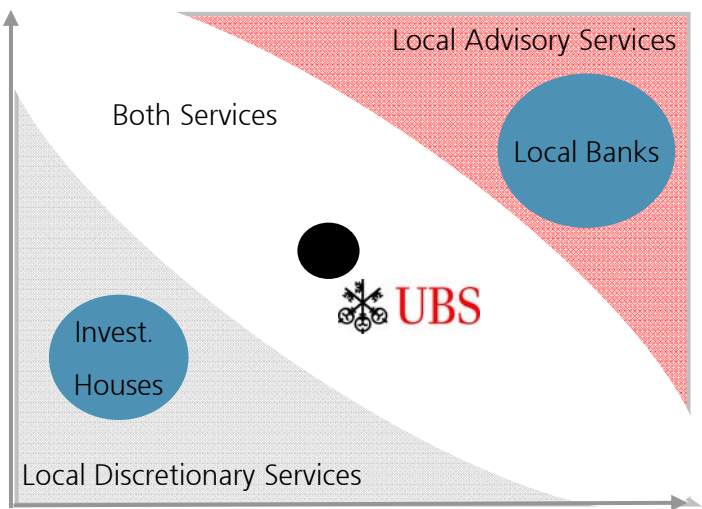 Local Advisory Services
Both Services
Local Banks
UBS
Invest.
Houses
Local Discretionary Services